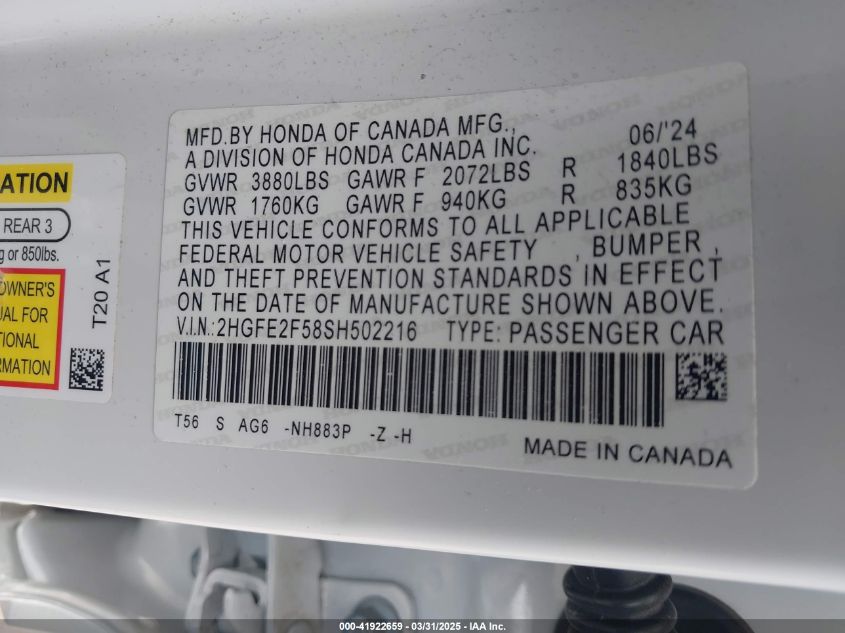 ATION
REAR 3
g or 850lbs.
OWNER'S
UAL FOR
TIONAL
RMATION
T20 A1
MFD.BY HONDA OF CANADA MFG., 06/'24
A DIVISION OF HONDA CANADA INC.
GVWR 3880LBS GAWR F 2072LBS R 1840LBS
GVWR 1760KG GAWR F 940KG R 835KG
THIS VEHICLE CONFORMS TO ALL APPLICABLE
FEDERAL MOTOR VEHICLE SAFETY , BUMPER ,
AND THEFT PREVENTION STANDARDS IN EFFECT
ON THE DATE OF MANUFACTURE SHOWN ABOVE.
V.I.N.: 2HGFE2F58SH502216 TYPE: PASSENGER CAR
T56 S AG6 -NH883P -Z -H
MADE IN CANADA
000-41922659 - 03/31/2025 - IAA Inc.